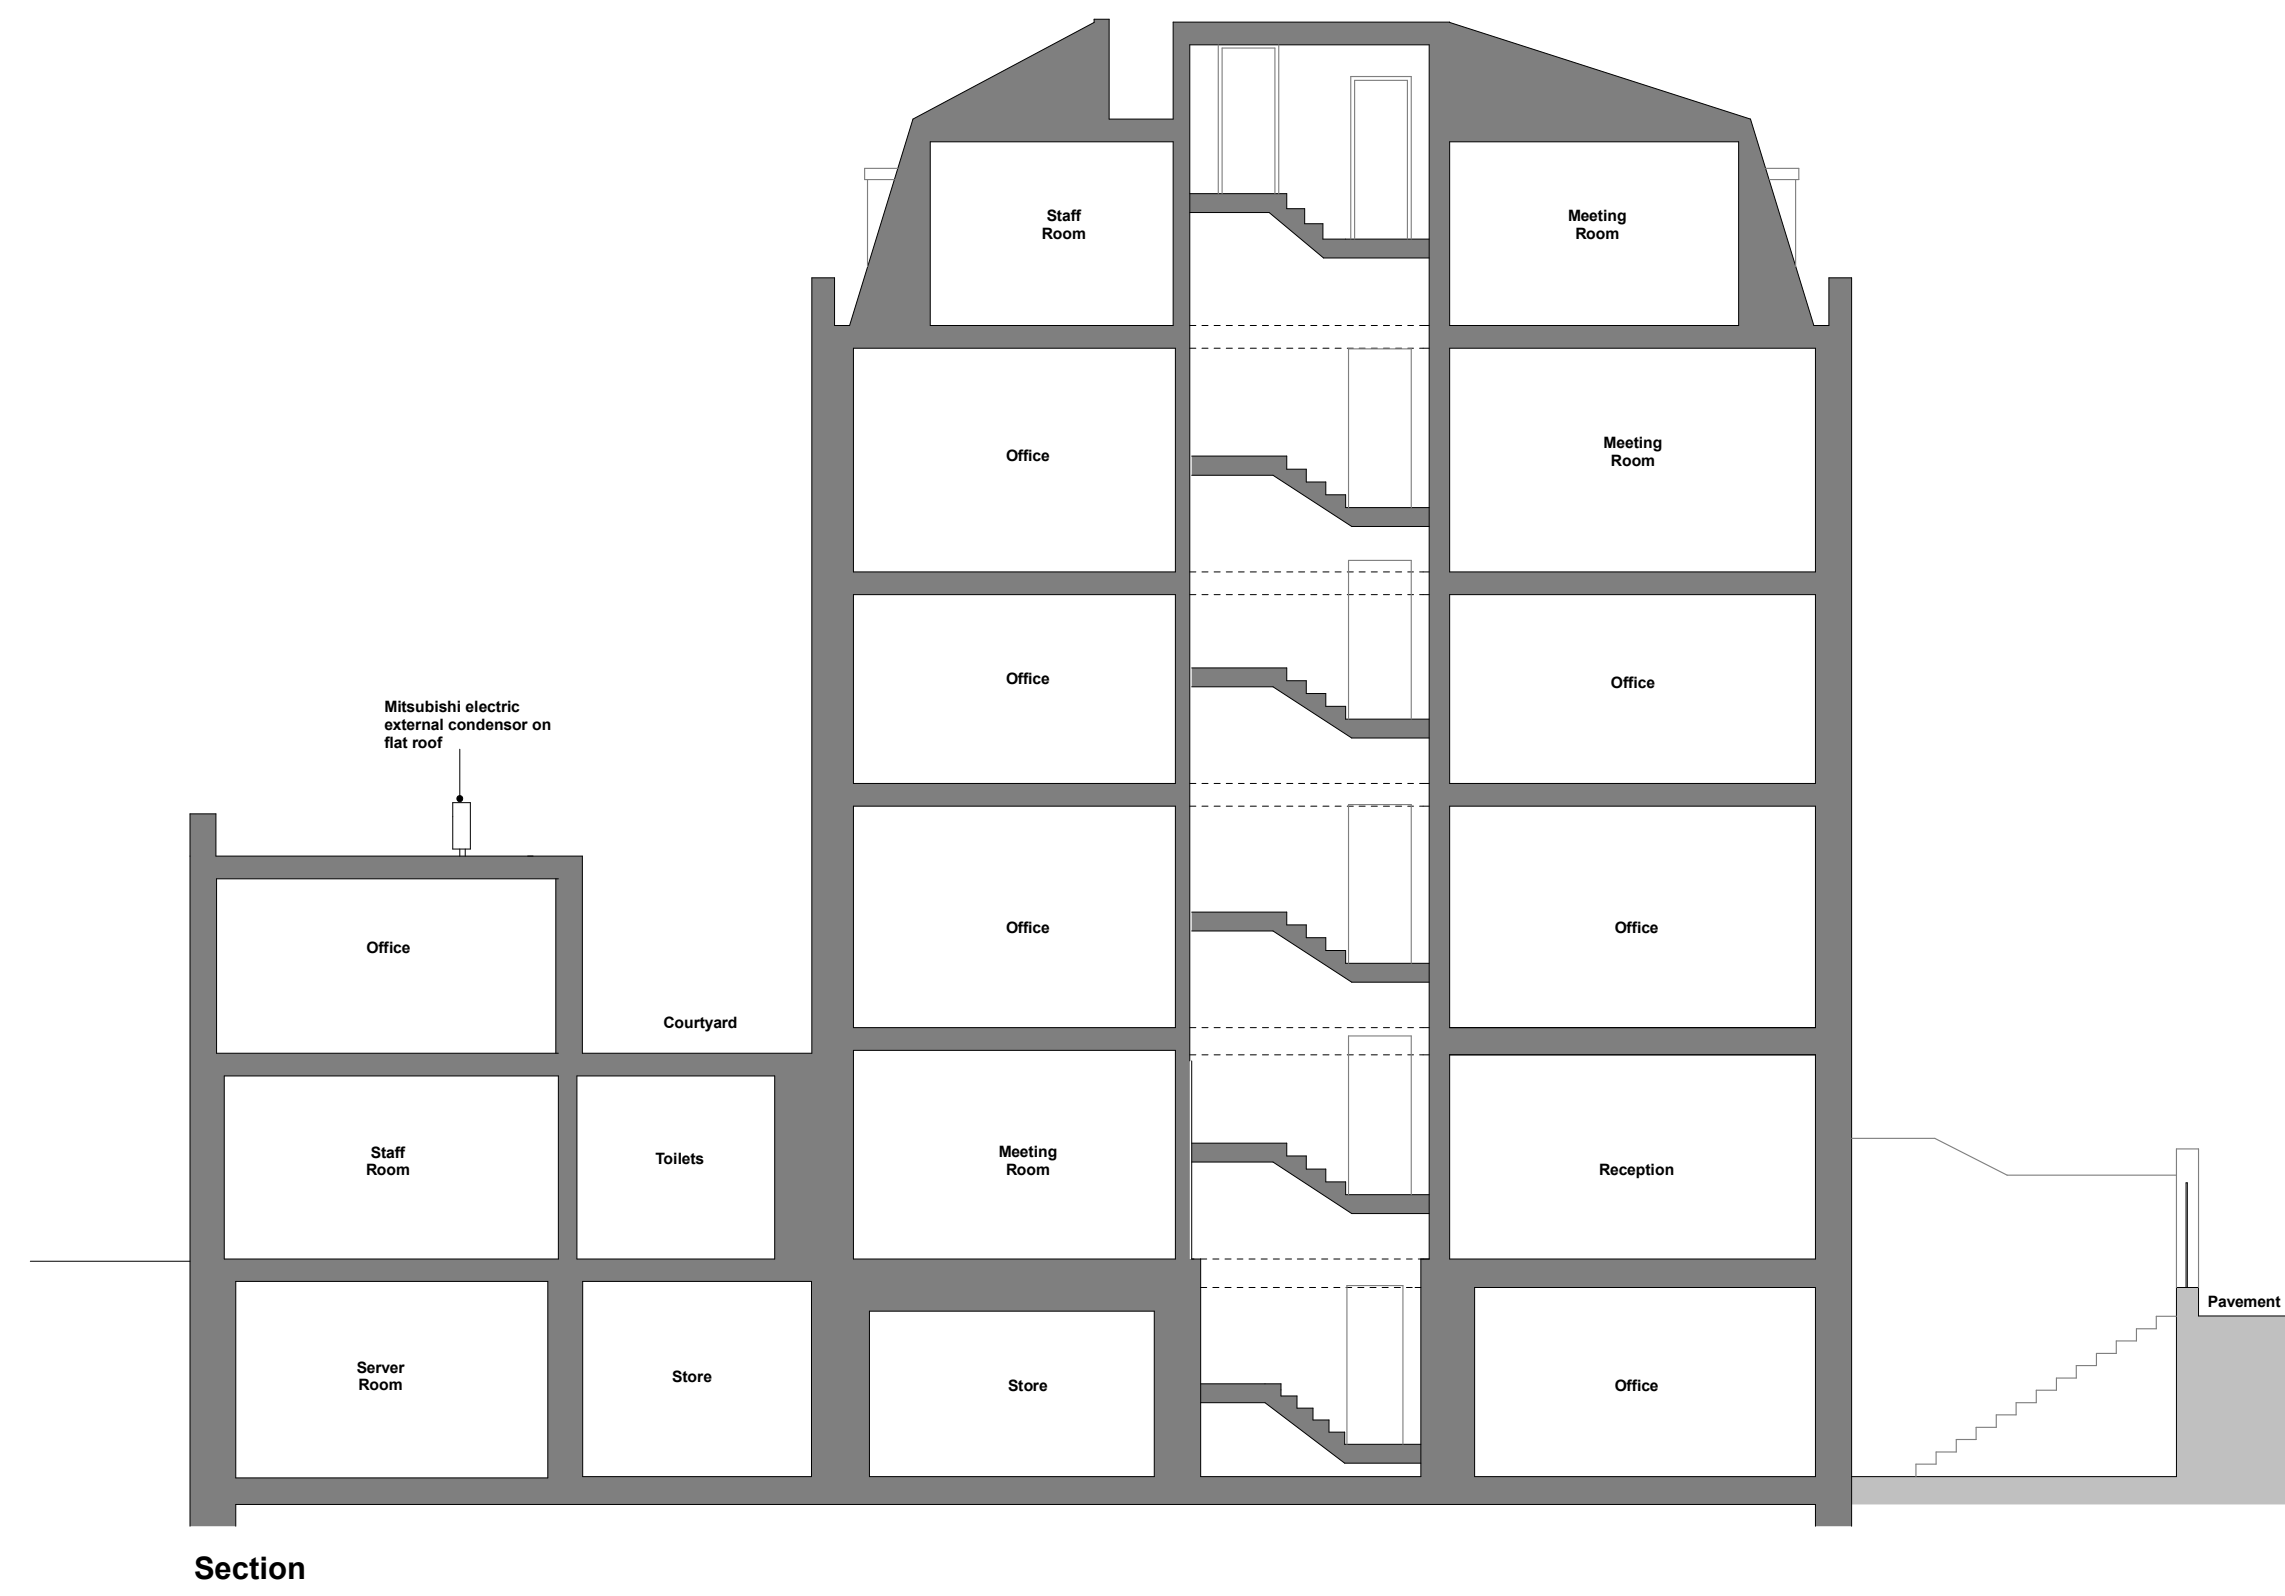 Staff
Room
Meeting
Room
Office
Meeting
Room
Office
Office
Mitsubishi electric
external condensor on
flat roof
Office
Office
Office
Courtyard
Staff
Room
Toilets
Meeting
Room
Reception
Pavement
Server
Room
Store
Store
Office
Section